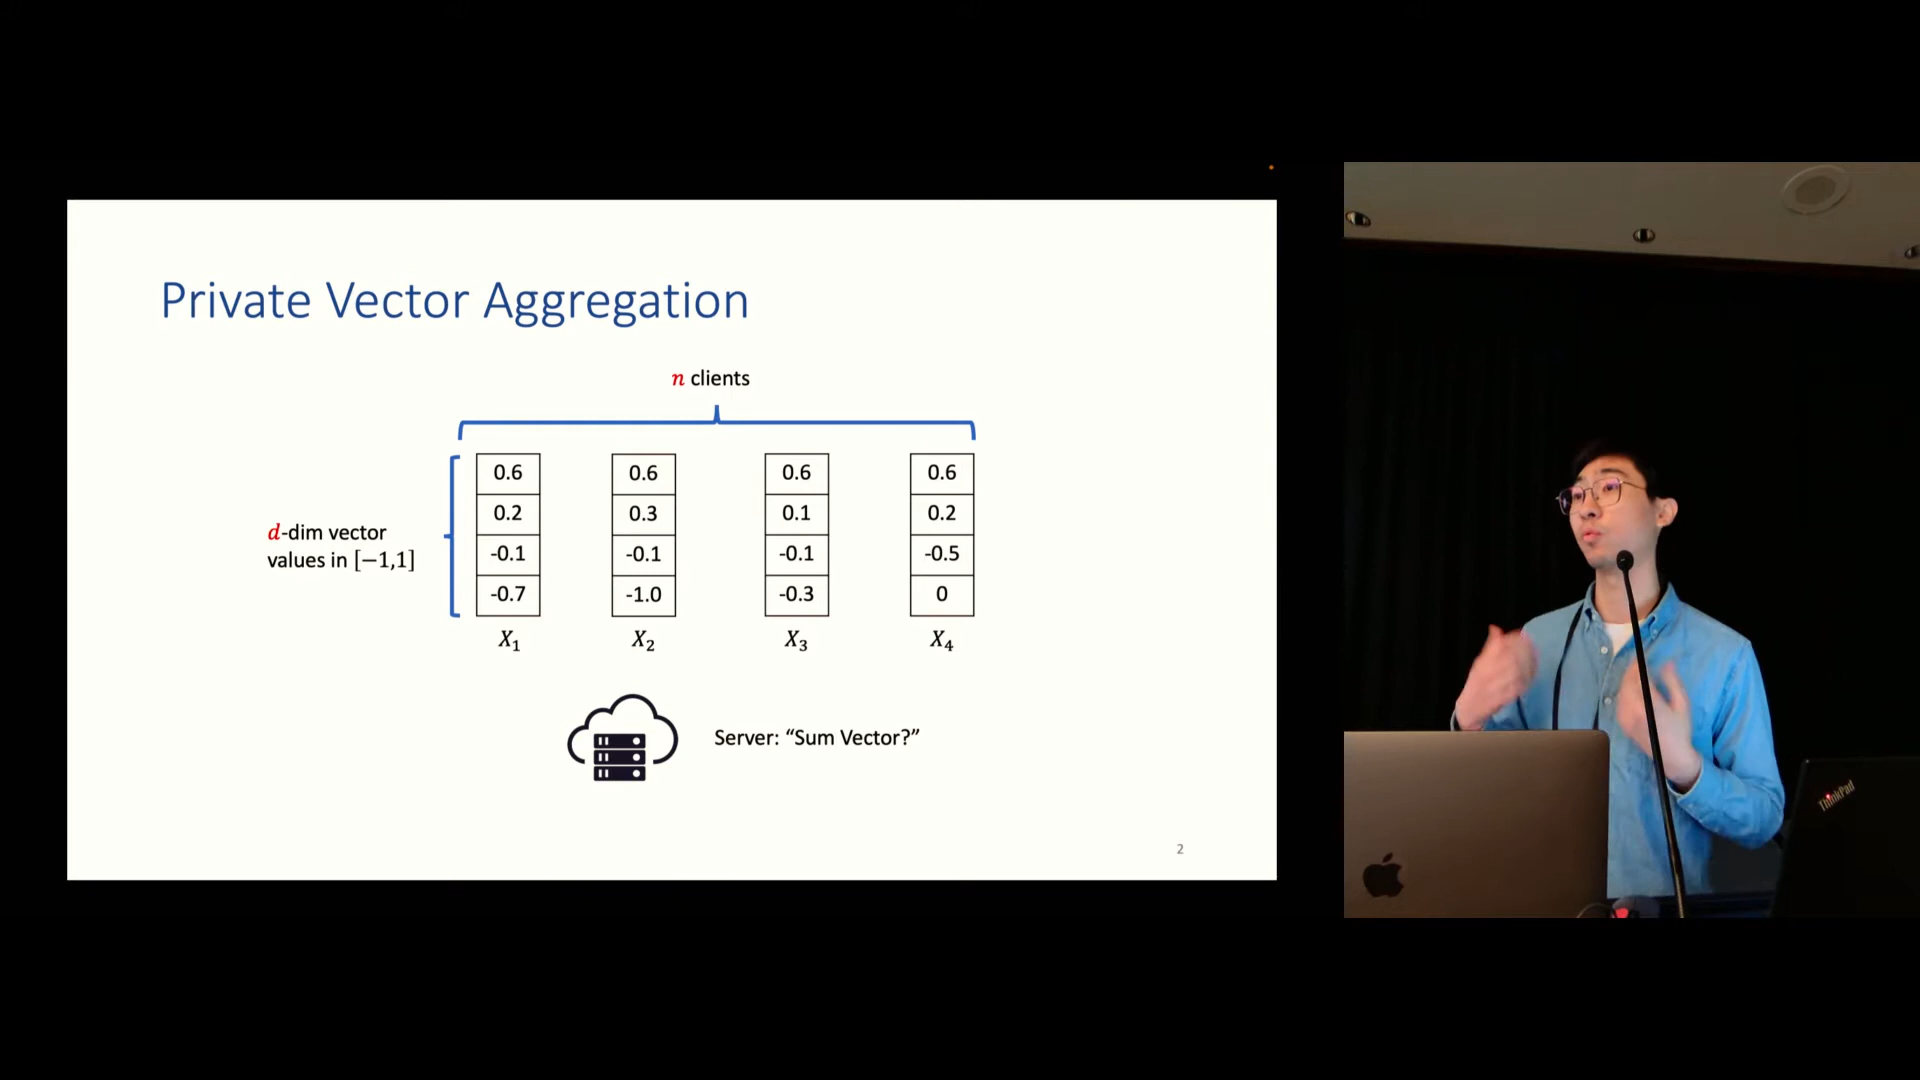 Private Vector Aggregation
n clients
d-dim vector
values in [−1,1]
0.6 0.6 0.6 0.6
0.2 0.3 0.1 0.2
-0.1 -0.1 -0.1 -0.5
-0.7 -1.0 -0.3 0
X₁ X₂ X₃ X₄
Server: “Sum Vector?”
2
ThinkPad